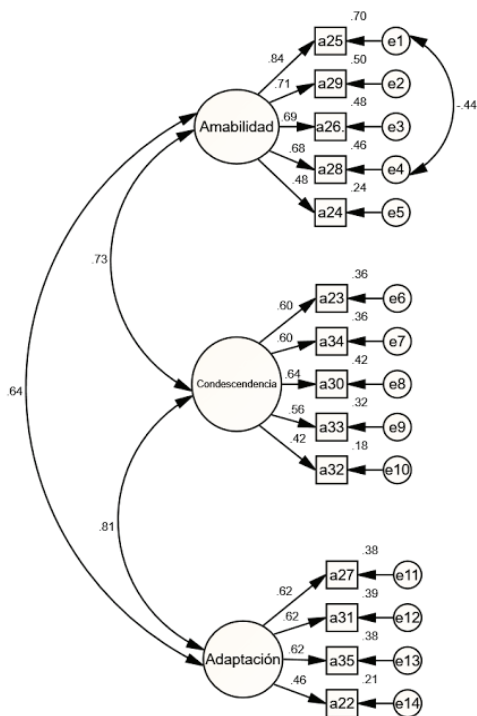 .70
.84
a25
e1
.50
.71
a29
e2
.48
-.44
Amabilidad
.69
a26.
e3
.46
.68
a28
e4
.24
.48
a24
e5
.73
.36
.60
a23
e6
.36
.60
a34
e7
.42
Condescendencia
.64
a30
e8
.32
.56
a33
e9
.18
.42
a32
e10
.64
.81
.38
.62
a27
e11
.39
.62
a31
e12
.38
Adaptación
.62
a35
e13
.21
.46
a22
e14